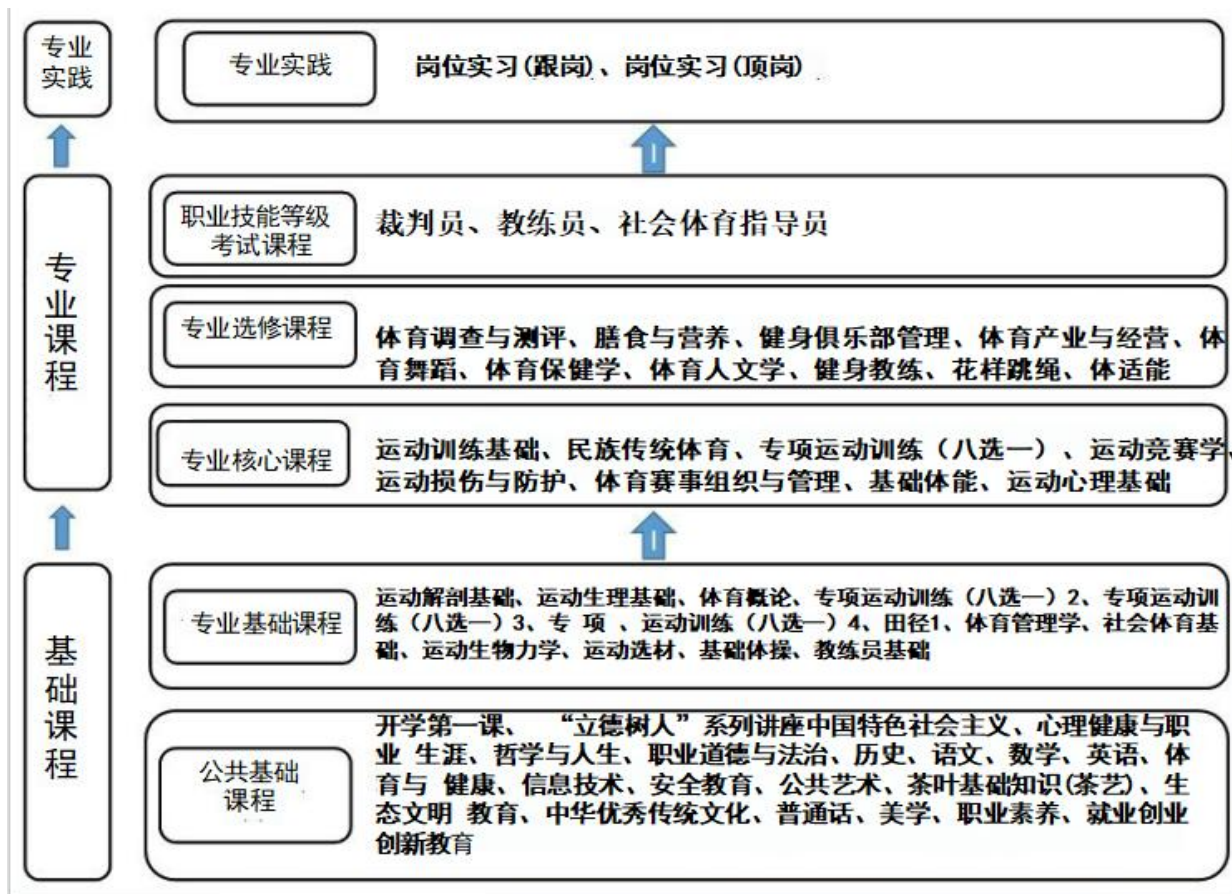 专业
实践
专业实践
岗位实习(跟岗)、岗位实习(顶岗)
专
业
课
程
职业技能等级
考试课程
裁判员、教练员、社会体育指导员
专业选修课程
体育调查与测评、膳食与营养、健身俱乐部管理、体育产业与经营、体
育舞蹈、体育保健学、体育人文学、健身教练、花样跳绳、体适能
专业核心课程
运动训练基础、民族传统体育、专项运动训练（八选一）、运动竞赛学、
运动损伤与防护、体育赛事组织与管理、基础体能、运动心理基础
基
础
课
程
专业基础课程
运动解剖基础、运动生理基础、体育概论、专项运动训练（八选一）2、专项运动训
练（八选一）3、专 项 、运动训练（八选一）4、田径1、体育管理学、社会体育基
础、运动生物力学、运动选材、基础体操、教练员基础
公共基础
课程
开学第一课、 “立德树人”系列讲座中国特色社会主义、心理健康与职
业 生涯、哲学与人生、职业道德与法治、历史、语文、数学、英语、体
育与 健康、信息技术、安全教育、公共艺术、茶叶基础知识(茶艺)、生
态文明 教育、中华优秀传统文化、普通话、美学、职业素养、就业创业
创新教育